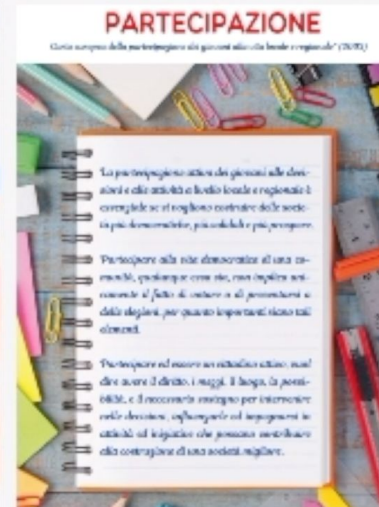 PARTECIPAZIONE
"Carta europea della partecipazione dei giovani alla vita locale e regionale"
La partecipazione attiva dei giovani alle deci-
sioni e alle attività a livello locale e regionale è
essenziale se si vogliono costruire delle socie-
tà più democratiche, più solidali e più prospere.
Partecipare alla vita democratica di una co-
munità, qualunque essa sia, non implica uni-
camente il fatto di votare o di presentarsi a
delle elezioni, per quanto importanti siano tali
elementi.
Partecipare ed essere un cittadino attivo, vuol
dire avere il diritto, i mezzi, il luogo, la possi-
bilità, e il necessario sostegno per intervenire
nelle decisioni, influenzarle ed impegnarsi in
attività ed iniziative che possano contribuire
alla costruzione di una società migliore.